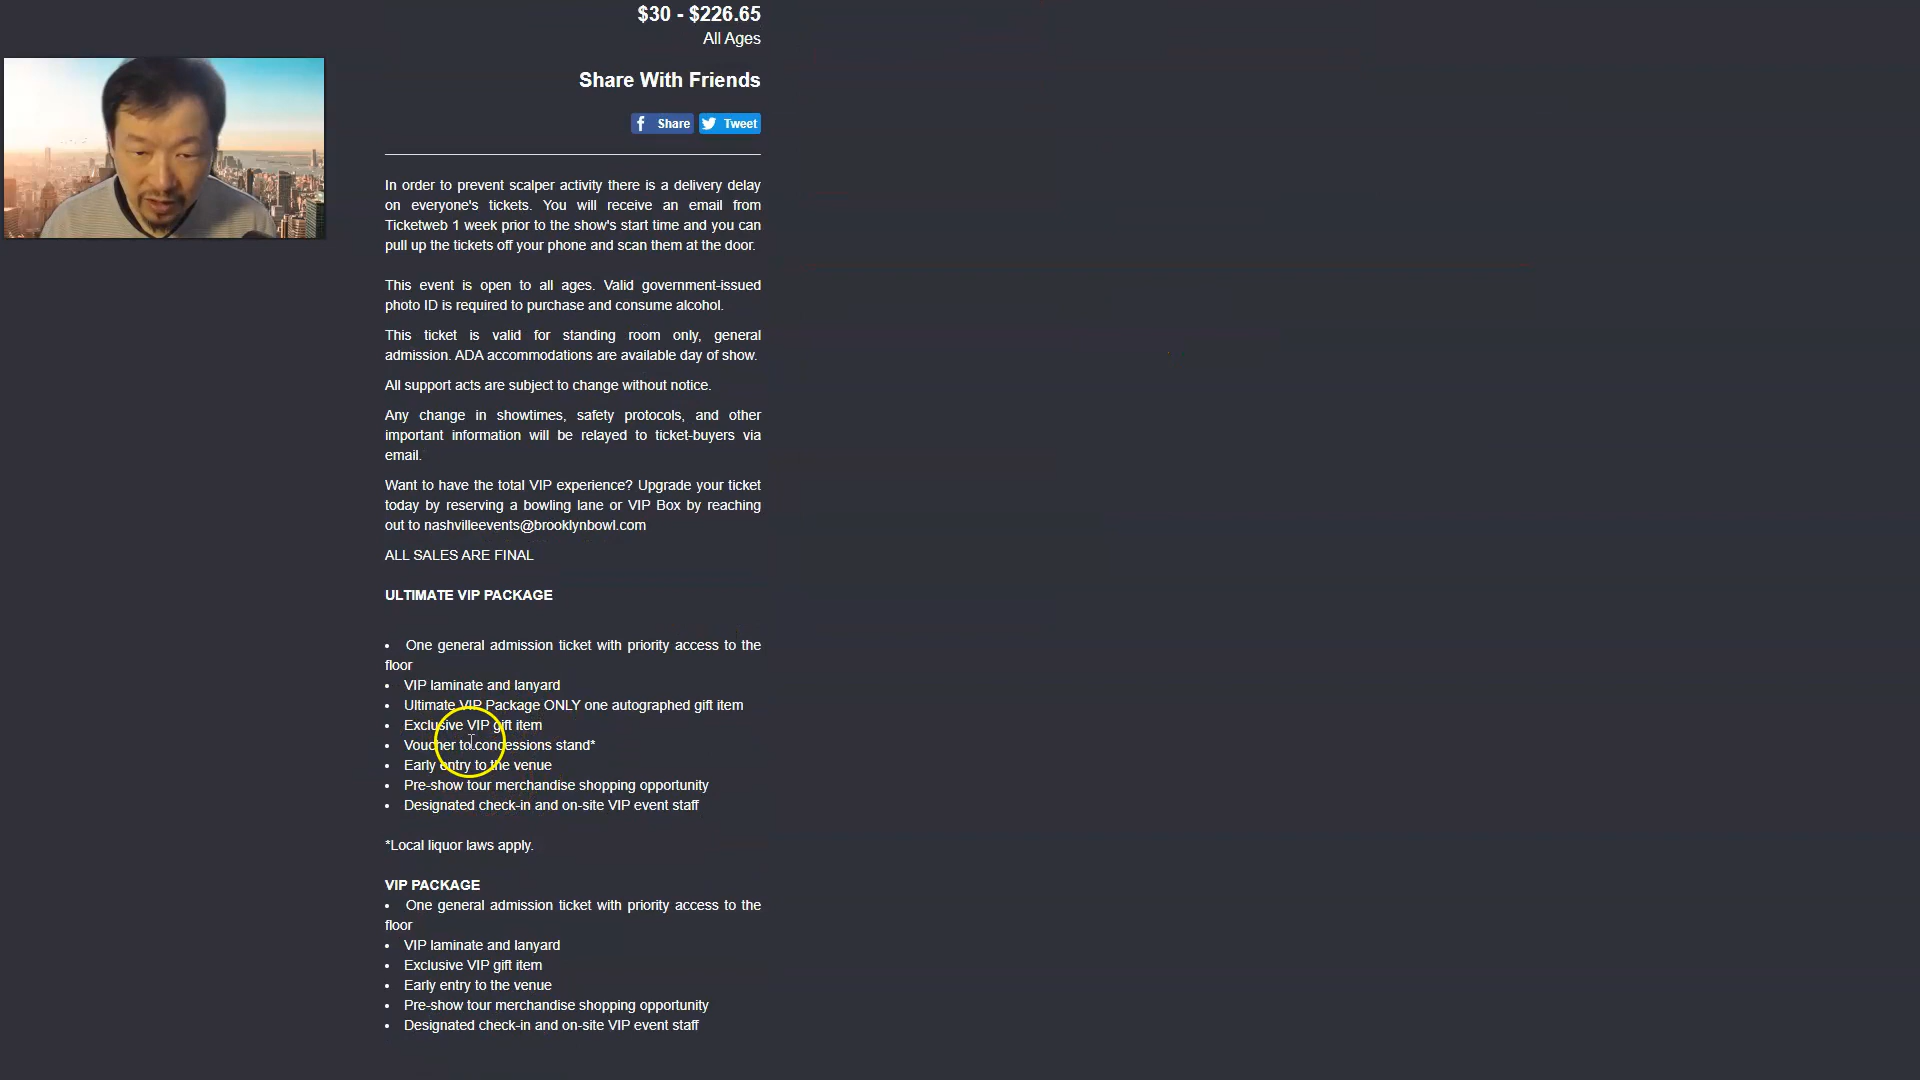 $30 - $226.65
All Ages
Share With Friends
Share
Tweet
In order to prevent scalper activity there is a delivery delay
on everyone's tickets. You will receive an email from
Ticketweb 1 week prior to the show's start time and you can
pull up the tickets off your phone and scan them at the door.
This event is open to all ages. Valid government-issued
photo ID is required to purchase and consume alcohol.
This ticket is valid for standing room only, general
admission. ADA accommodations are available day of show.
All support acts are subject to change without notice.
Any change in showtimes, safety protocols, and other
important information will be relayed to ticket-buyers via
email.
Want to have the total VIP experience? Upgrade your ticket
today by reserving a bowling lane or VIP Box by reaching
out to nashvilleevents@brooklynbowl.com
ALL SALES ARE FINAL
ULTIMATE VIP PACKAGE
• One general admission ticket with priority access to the
floor
• VIP laminate and lanyard
• Ultimate VIP Package ONLY one autographed gift item
• Exclusive VIP gift item
• Voucher to concessions stand*
• Early entry to the venue
• Pre-show tour merchandise shopping opportunity
• Designated check-in and on-site VIP event staff
*Local liquor laws apply.
VIP PACKAGE
• One general admission ticket with priority access to the
floor
• VIP laminate and lanyard
• Exclusive VIP gift item
• Early entry to the venue
• Pre-show tour merchandise shopping opportunity
• Designated check-in and on-site VIP event staff